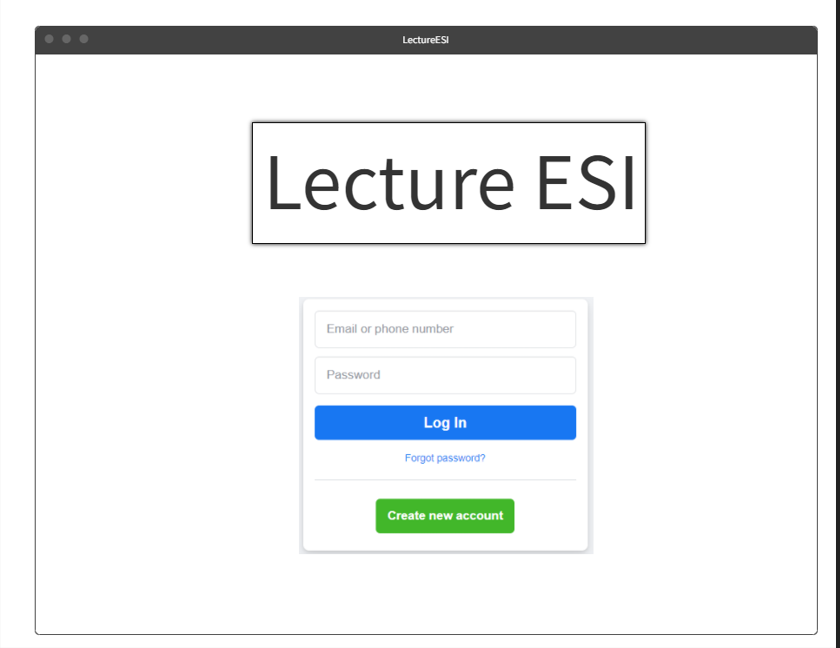 LectureESI
Lecture ESI
Email or phone number
Password
Log In
Forgot password?
Create new account